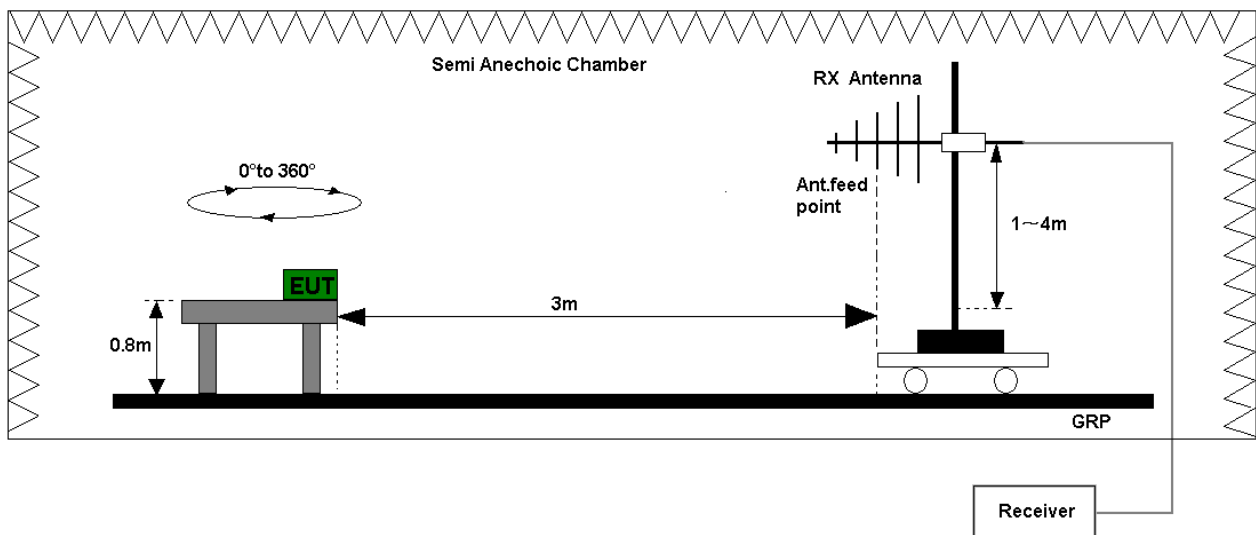 Semi Anechoic Chamber
RX Antenna
0°to 360°
Ant.feed
point
1～4m
EUT
3m
0.8m
GRP
Receiver